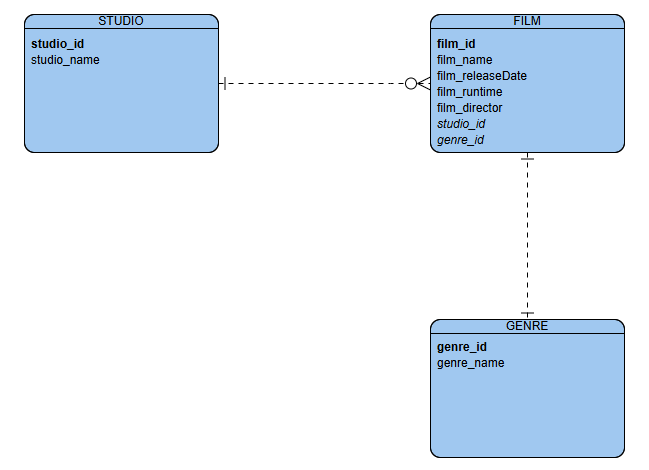 STUDIO
studio_id
studio_name
FILM
film_id
film_name
film_releaseDate
film_runtime
film_director
studio_id
genre_id
GENRE
genre_id
genre_name